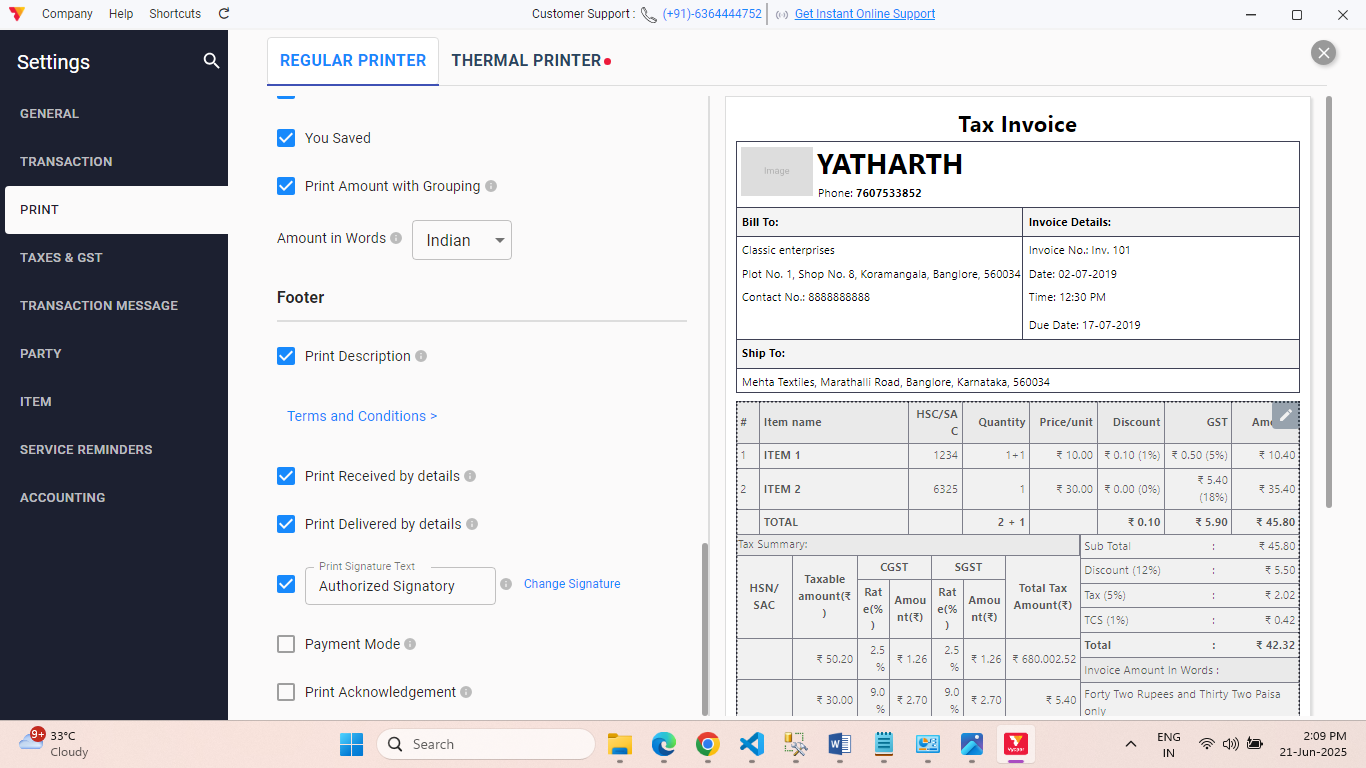 Company Help Shortcuts
Customer Support : (+91)-6364444752 Get Instant Online Support
Settings
GENERAL
TRANSACTION
PRINT
TAXES & GST
TRANSACTION MESSAGE
PARTY
ITEM
SERVICE REMINDERS
ACCOUNTING
REGULAR PRINTER THERMAL PRINTER
You Saved
Print Amount with Grouping
Amount in Words Indian
Footer
Print Description
Terms and Conditions >
Print Received by details
Print Delivered by details
Print Signature Text
Authorized Signatory Change Signature
Payment Mode
Print Acknowledgement
Tax Invoice
Image
YATHARTH
Phone: 7607533852
Bill To: Invoice Details:
Classic enterprises Invoice No.: Inv. 101
Plot No. 1, Shop No. 8, Koramangala, Banglore, 560034 Date: 02-07-2019
Contact No.: 8888888888 Time: 12:30 PM
Due Date: 17-07-2019
Ship To:
Mehta Textiles, Marathalli Road, Banglore, Karnataka, 560034
# Item name HSC/SA
C Quantity Price/unit Discount GST
1 ITEM 1 1234 1+1 ₹ 10.00 ₹ 0.10 (1%) ₹ 0.50 (5%) ₹ 10.40
2 ITEM 2 6325 1 ₹ 30.00 ₹ 0.00 (0%) ₹ 5.40
(18%) ₹ 35.40
TOTAL 2 + 1 ₹ 0.10 ₹ 5.90 ₹ 45.80
Tax Summary:
HSN/
SAC
Taxable
amount(₹
)
CGST SGST
Rat
e(%
)
Amou
nt(₹)
Rat
e(%
)
Amou
nt(₹)
Total Tax
Amount(₹)
₹ 50.20 2.5
% ₹ 1.26 2.5
% ₹ 1.26 ₹ 680.002.52
₹ 30.00 9.0
% ₹ 2.70 9.0
% ₹ 2.70 ₹ 5.40
Sub Total : ₹ 45.80
Discount (12%) : ₹ 5.50
Tax (5%) : ₹ 2.02
TCS (1%) : ₹ 0.42
Total : ₹ 42.32
Invoice Amount In Words :
Forty Two Rupees and Thirty Two Paisa
only
9+
33°C
Cloudy
Search
Vyapar
ENG
IN
2:09 PM
21-Jun-2025